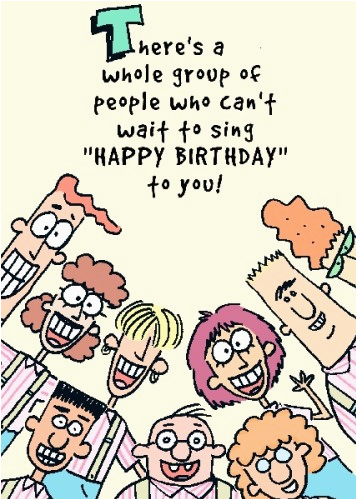 There's a
whole group of
people who can't
wait to sing
"HAPPY BIRTHDAY"
to you!